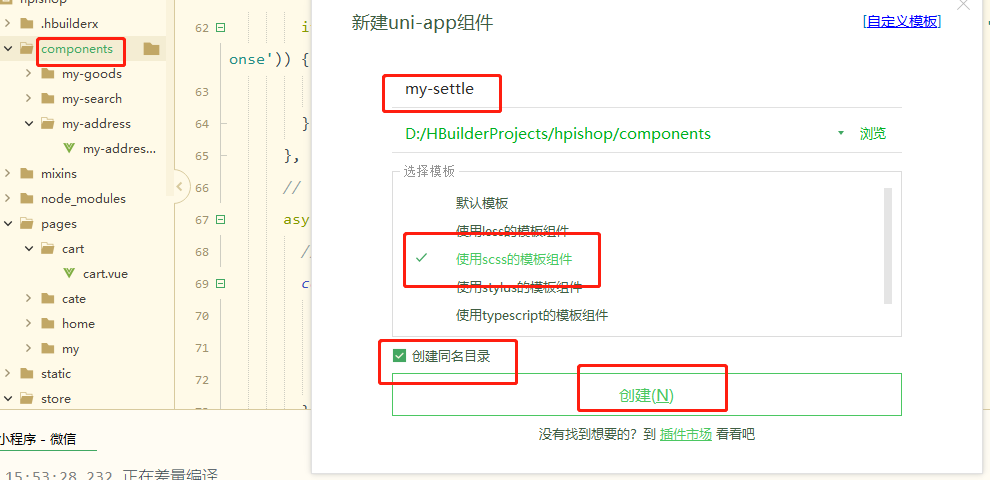 hpishop
.hbuilderx
components
my-goods
my-search
my-address
my-addres...
mixins
node_modules
pages
cart
cart.vue
cate
home
my
static
store
62 i
onse')) {
63
64 }
65 },
66 //
67 asy
68 /
69 c
70
71
72
新建uni-app组件
[自定义模板]
my-settle
D:/HBuilderProjects/hpishop/components
浏览
选择模板
默认模板
使用less的模板组件
使用scss的模板组件
使用stylus的模板组件
使用typescript的模板组件
创建同名目录
创建(N)
没有找到想要的？到 插件市场 看看吧
小程序 - 微信
15:53:28.232 正在差量编译